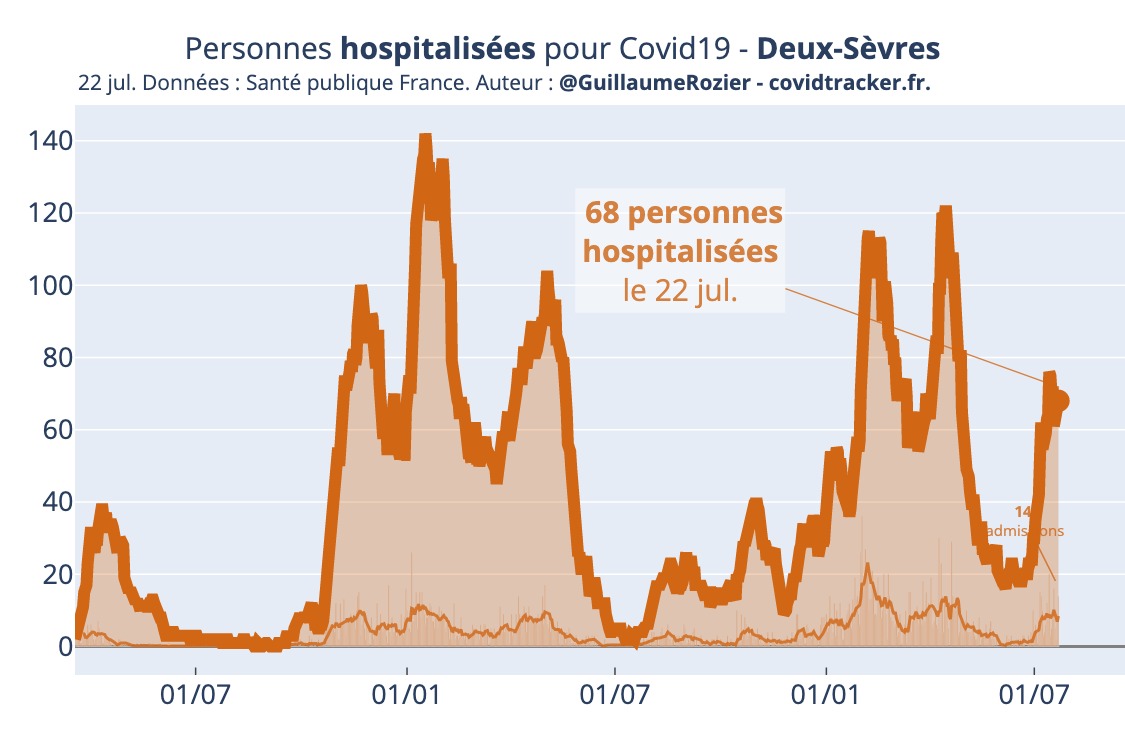 Personnes hospitalisées pour Covid19 - Deux-Sèvres
22 jul. Données : Santé publique France. Auteur : @GuillaumeRozier - covidtracker.fr.
140
120
100
80
60
40
20
0
68 personnes
hospitalisées
le 22 jul.
14
admissions
01/07
01/01
01/07
01/01
01/07